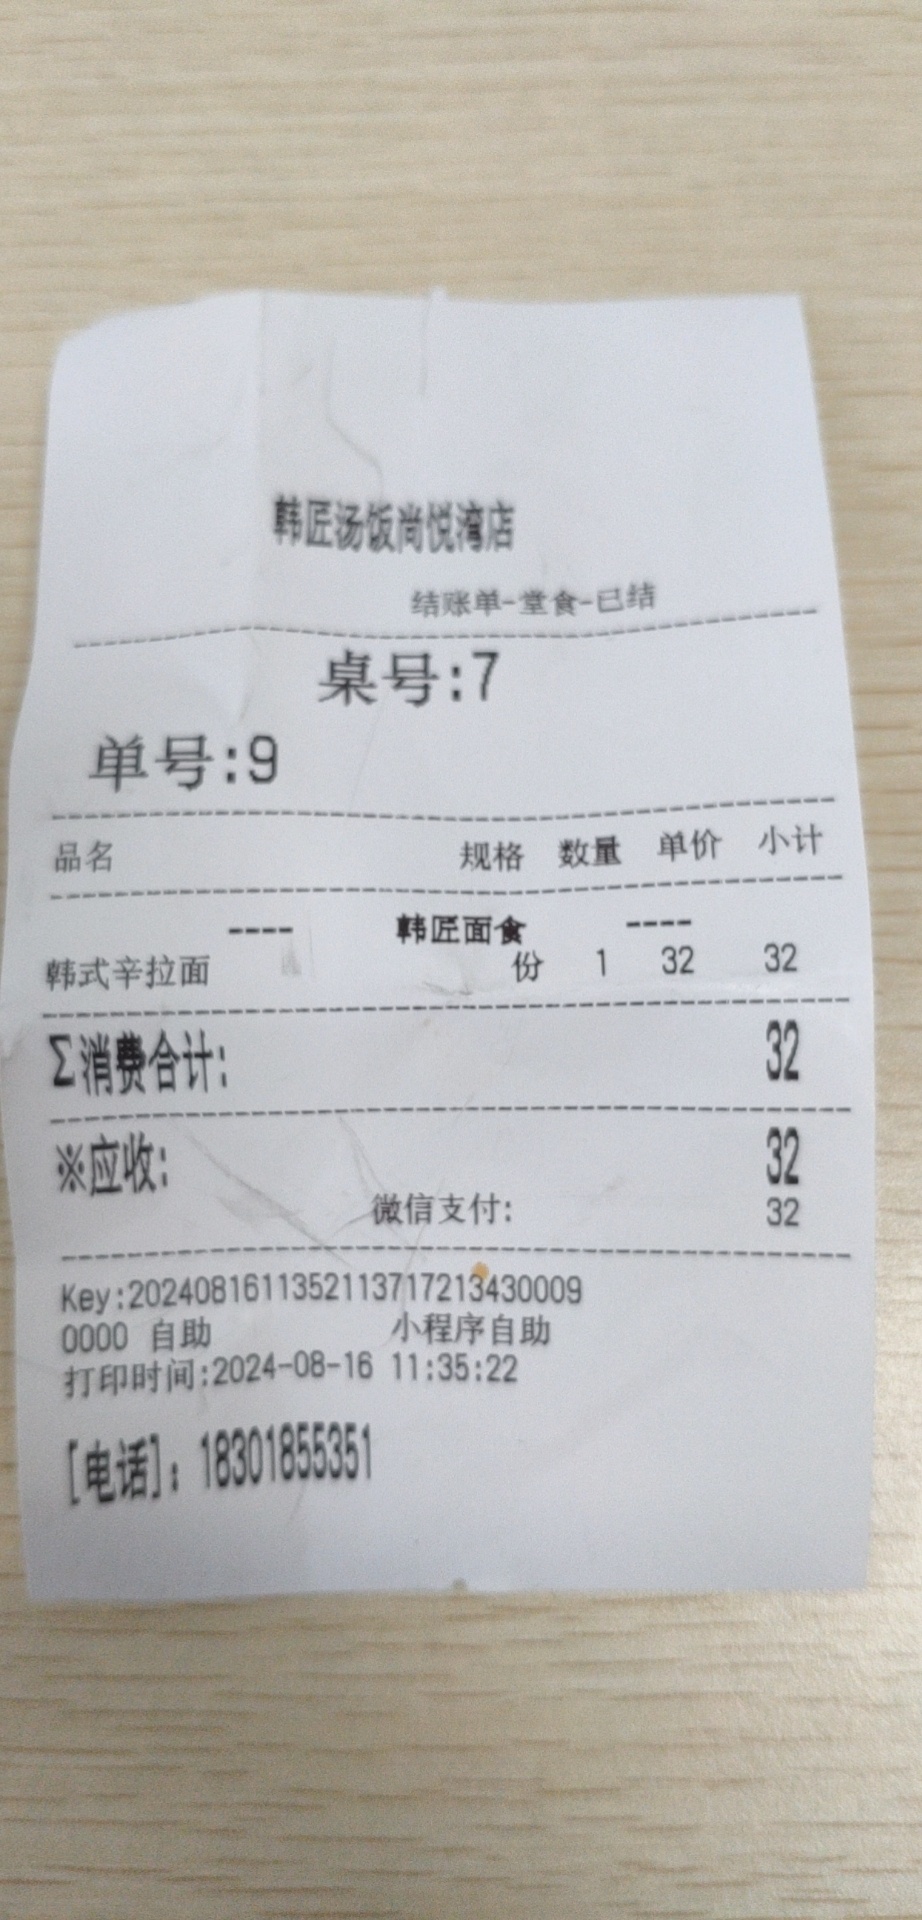 韩匠汤饭尚悦湾店
结账单-堂食-已结
桌号:7
单号:9
品名 规格 数量 单价 小计
---- 韩匠面食 ----
韩式辛拉面 份 1 32 32
Σ消费合计: 32
※应收: 32
微信支付: 32
Key:20240816113521137172​13430009
0000 自助 小程序自助
打印时间:2024-08-16 11:35:22
[电话]: 18301855351